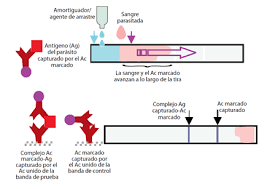 Amortiguador/
agente de arrastre
Sangre
parasitada
Antígeno (Ag)
del parásito
capturado por el Ac
marcado
La sangre y el Ac marcado
avanzan a lo largo de la tira
Complejo Ag
capturado-Ac
marcado
Ac marcado
capturado
Complejo Ac
marcado-Ag
capturado por el
Ac unido de la
banda de prueba
Ac marcado
capturado por
el Ac unido de la
banda de control